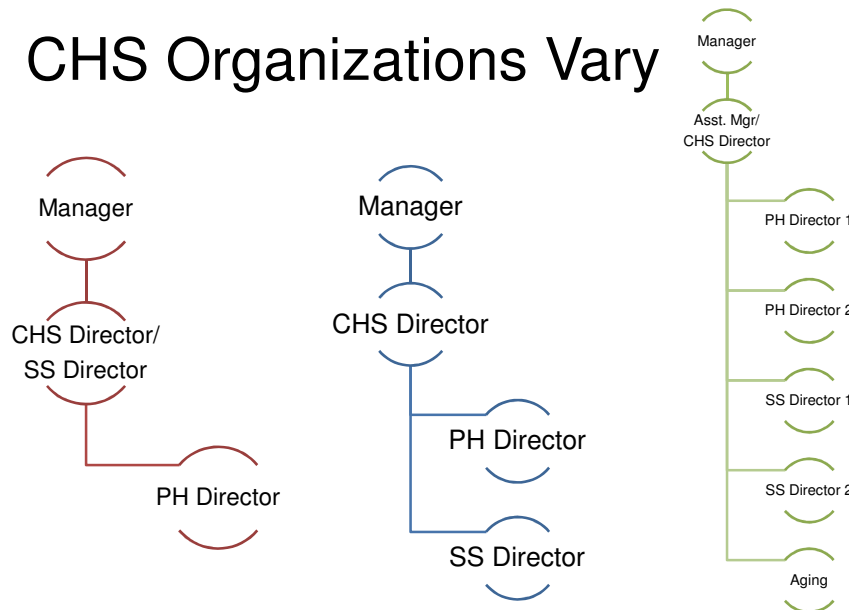 CHS Organizations Vary
Manager
CHS Director/
SS Director
PH Director
Manager
CHS Director
PH Director
SS Director
Manager
Asst. Mgr/
CHS Director
PH Director 1
PH Director 2
SS Director 1
SS Director 2
Aging